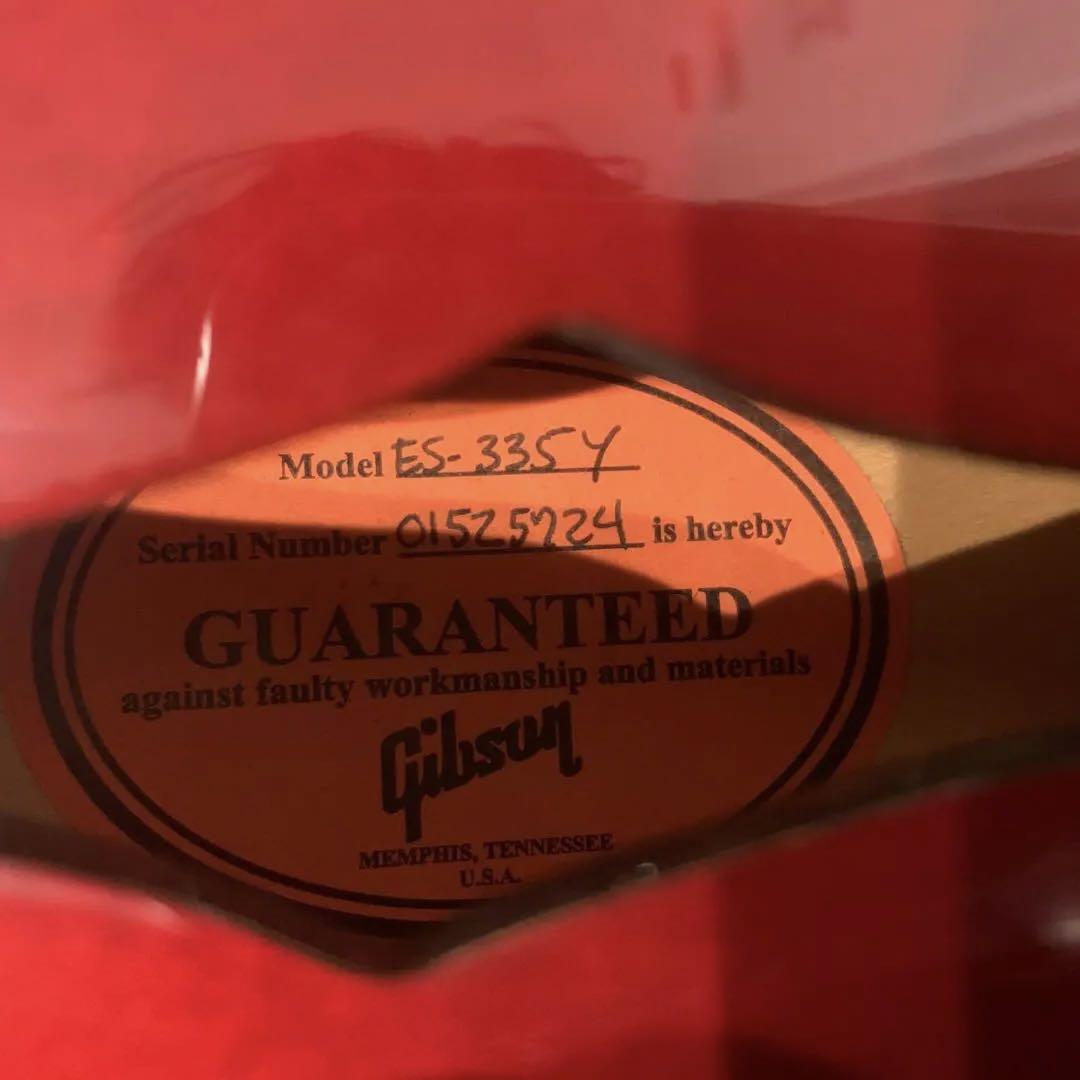 Model ES-335Y
Serial Number 01525724 is hereby
GUARANTEED
against faulty workmanship and materials
Gibson
MEMPHIS, TENNESSEE
U.S.A.